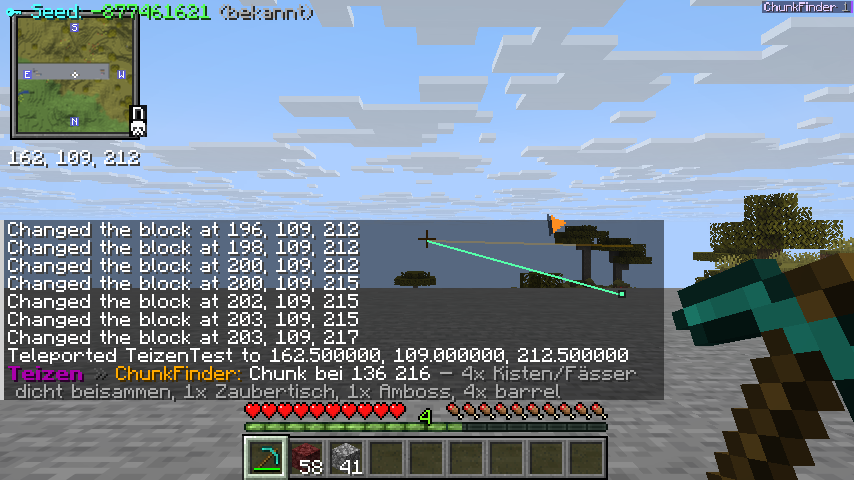 Seed: -877461621 (bekannt)
ChunkFinder 1
S
E
W
N
162, 109, 212
Changed the block at 196, 109, 212
Changed the block at 198, 109, 212
Changed the block at 200, 109, 212
Changed the block at 200, 109, 215
Changed the block at 202, 109, 215
Changed the block at 203, 109, 215
Changed the block at 203, 109, 217
Teleported TeizenTest to 162.500000, 109.000000, 212.500000
Teizen » ChunkFinder: Chunk bei 136 216 – 4x Kisten/Fässer
dicht beisammen, 1x Zaubertisch, 1x Amboss, 4x barrel
4
58
41